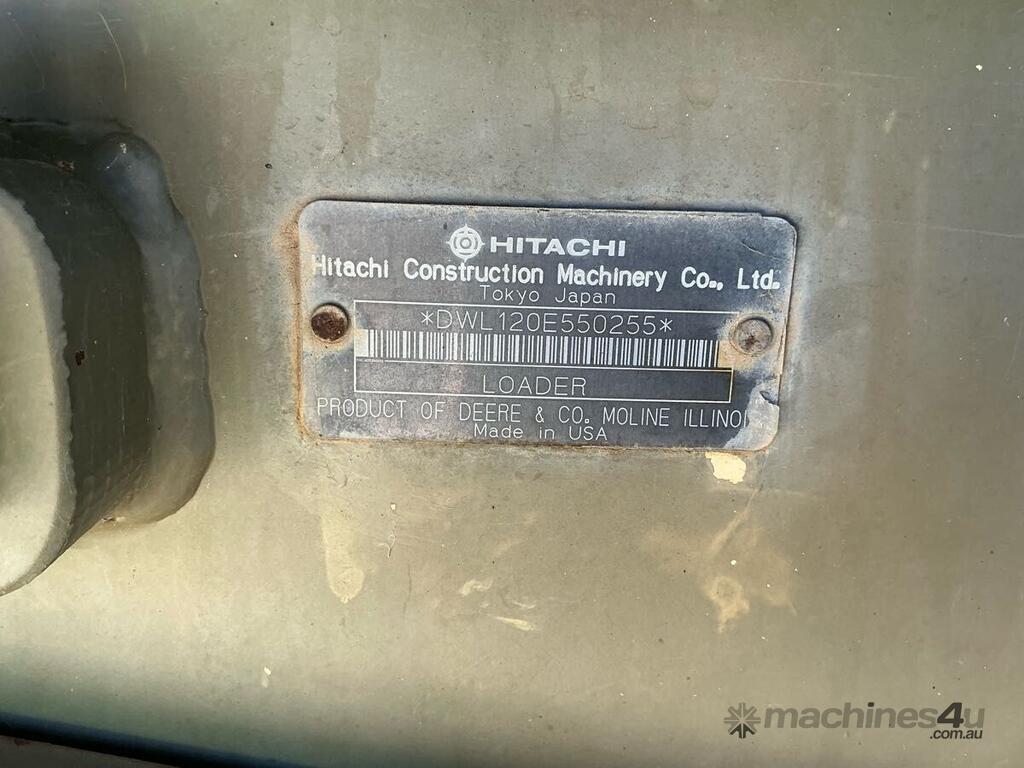 HITACHI
Hitachi Construction Machinery Co., Ltd.
Tokyo Japan
*DWL120E550255*
LOADER
PRODUCT OF DEERE & CO. MOLINE ILLINOI
Made in USA
machines4u
.com.au